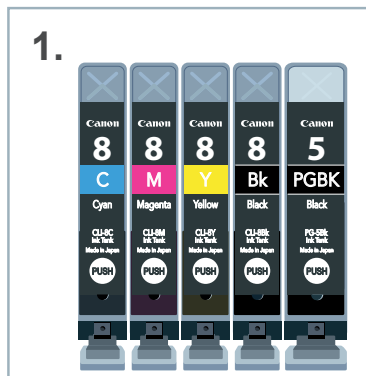 1.
Canon Canon Canon Canon Canon
8 8 8 8 5
C M Y Bk PGBK
Cyan Magenta Yellow Black Black
CLI-8C CLI-8M CLI-8Y CLI-8Bk PG-5Bk
Ink Tank Ink Tank Ink Tank Ink Tank Ink Tank
Made in Japan Made in Japan Made in Japan Made in Japan Made in Japan
PUSH PUSH PUSH PUSH PUSH